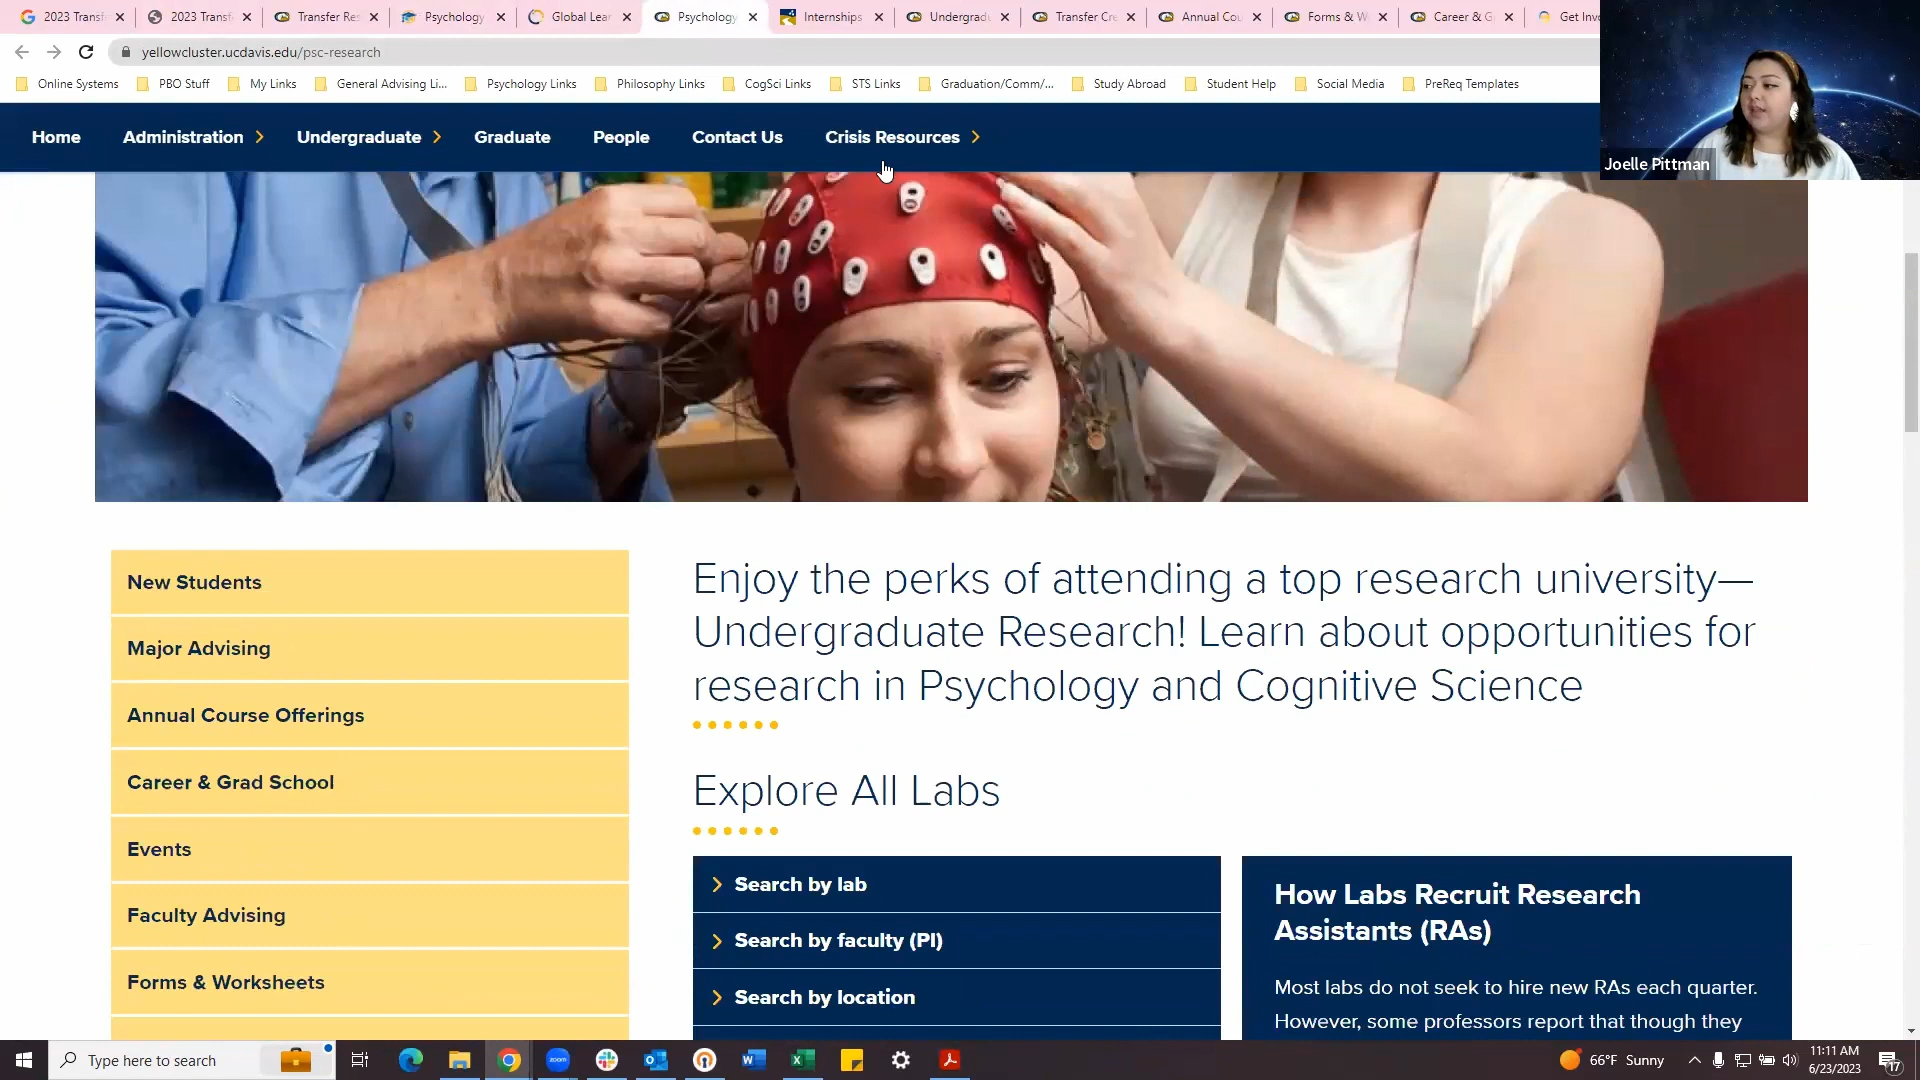 2023 Transf
2023 Transf
Transfer Res
Psychology
Global Lear
Psychology
Internships
Undergradu
Transfer Cre
Annual Cou
Forms & W
Career & G
Get Invo
yellowcluster.ucdavis.edu/psc-research
Online Systems
PBO Stuff
My Links
General Advising Li...
Psychology Links
Philosophy Links
CogSci Links
STS Links
Graduation/Comm/...
Study Abroad
Student Help
Social Media
PreReq Templates
Home
Administration
Undergraduate
Graduate
People
Contact Us
Crisis Resources
Joelle Pittman
New Students
Major Advising
Annual Course Offerings
Career & Grad School
Events
Faculty Advising
Forms & Worksheets
Enjoy the perks of attending a top research university—
Undergraduate Research! Learn about opportunities for
research in Psychology and Cognitive Science
Explore All Labs
Search by lab
Search by faculty (PI)
Search by location
How Labs Recruit Research
Assistants (RAs)
Most labs do not seek to hire new RAs each quarter.
However, some professors report that though they
Type here to search
zoom
66°F Sunny
11:11 AM
6/23/2023
17